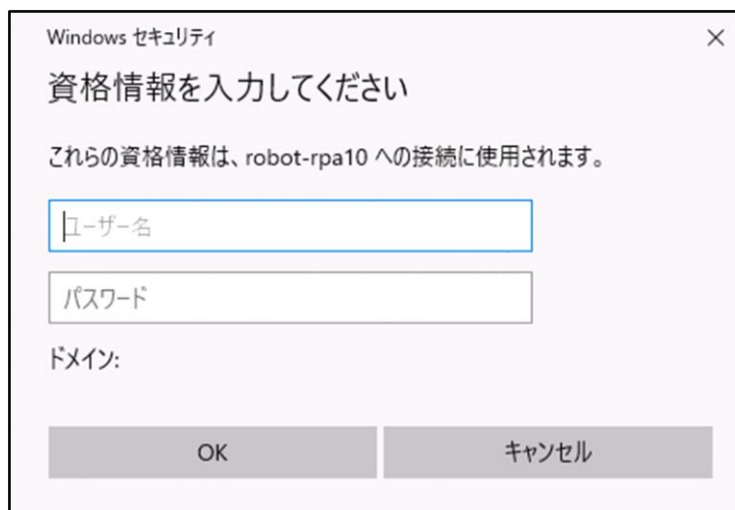 Windows セキュリティ
資格情報を入力してください
これらの資格情報は、robot-rpa10 への接続に使用されます。
ユーザー名
パスワード
ドメイン:
OK
キャンセル